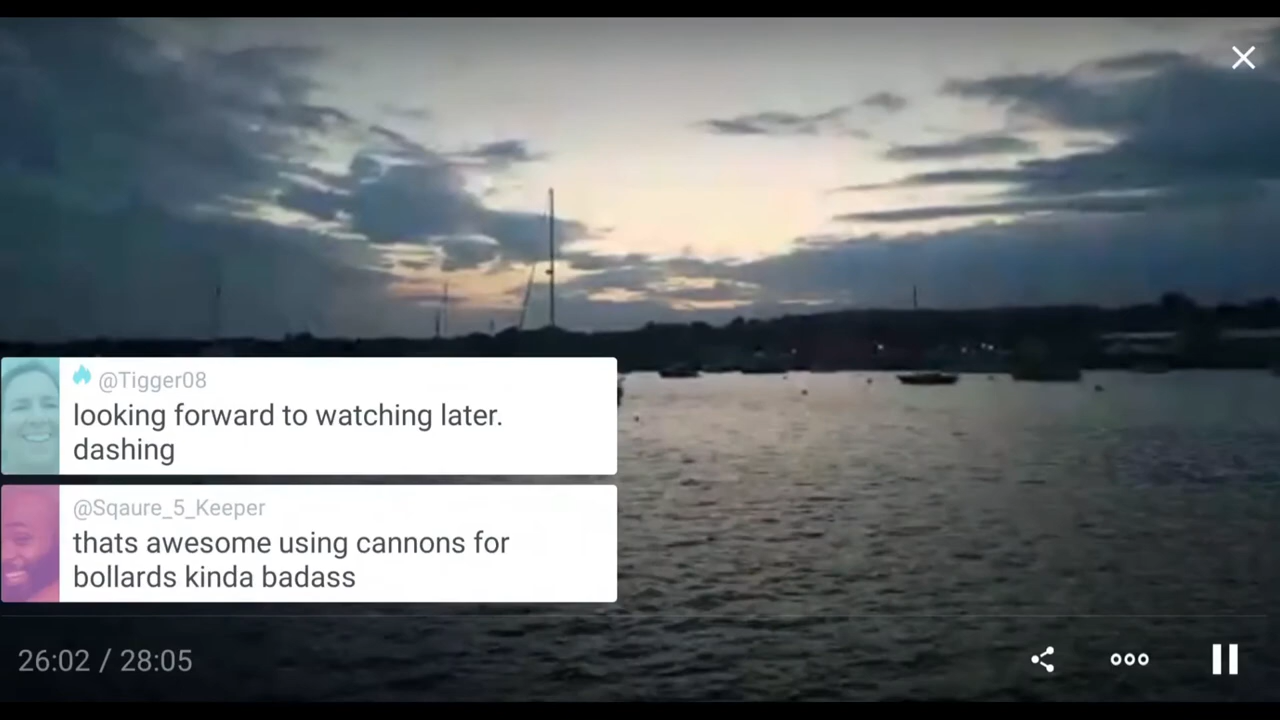 @Tigger08
looking forward to watching later.
dashing
@Sqaure_5_Keeper
thats awesome using cannons for
bollards kinda badass
26:02 / 28:05